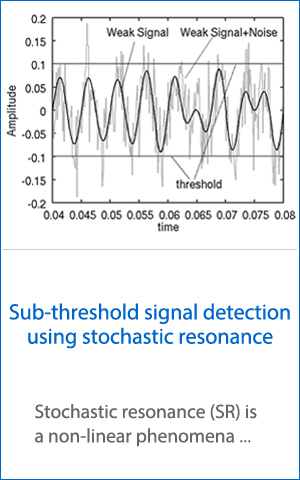 0.2
Weak Signal
Weak Signal+Noise
0.15
0.1
0.05
0
-0.05
-0.1
-0.15
-0.2
Amplitude
threshold
0.04 0.045 0.05 0.055 0.06 0.065 0.07 0.075 0.08
time
Sub-threshold signal detection
using stochastic resonance
Stochastic resonance (SR) is
a non-linear phenomena ...